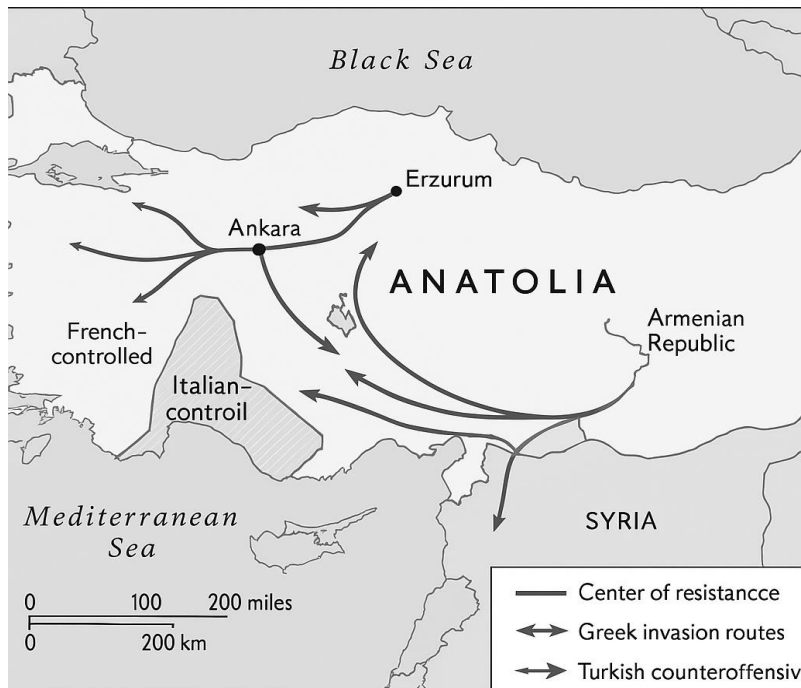 Black Sea
Erzurum
Ankara
ANATOLIA
French-
controlled
Armenian
Republic
Italian-
controil
Mediterranean
Sea
SYRIA
0 100 200 miles
0 200 km
Center of resistancce
Greek invasion routes
Turkish counteroffensiv